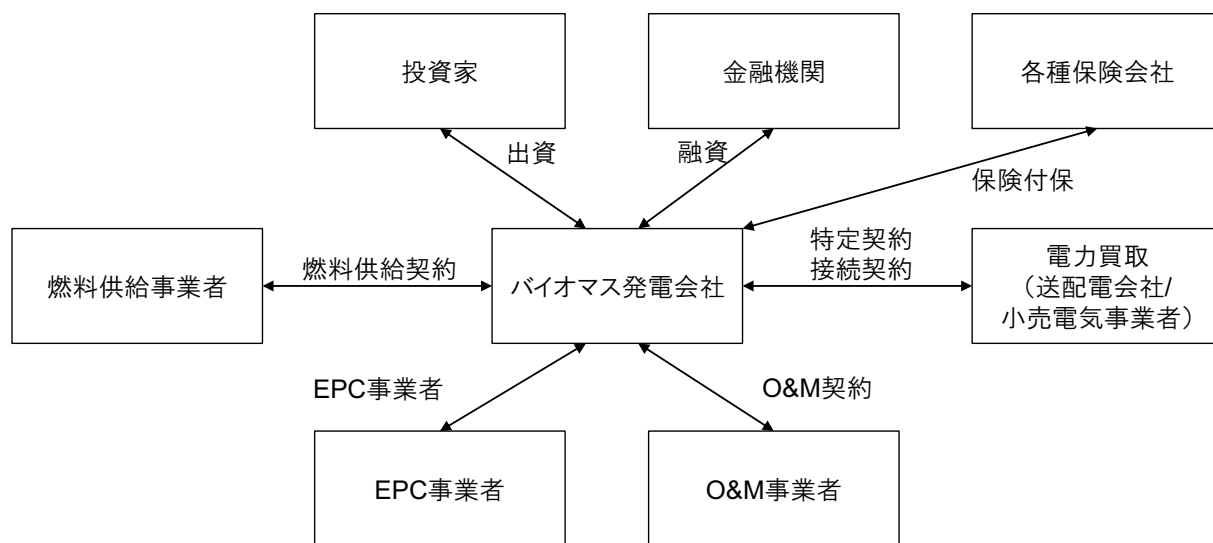 投資家
金融機関
各種保険会社
出資
融資
保険付保
燃料供給事業者
燃料供給契約
バイオマス発電会社
特定契約
接続契約
電力買取
（送配電会社/
小売電気事業者）
EPC事業者
O&M契約
EPC事業者
O&M事業者